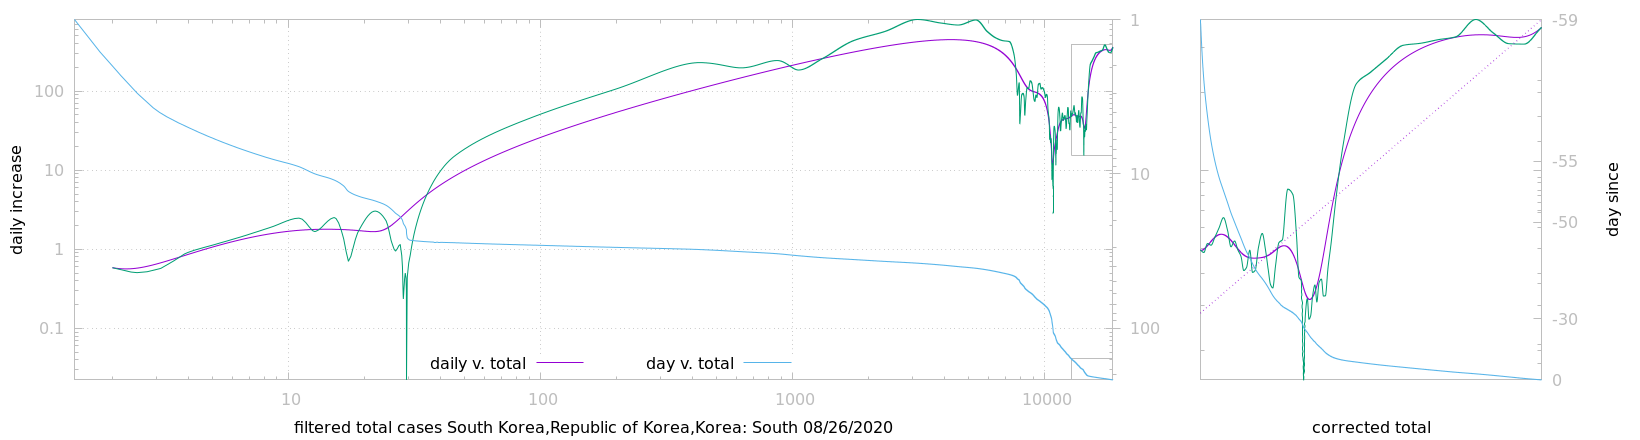 1
-59
100
-55
10
10
-50
daily increase
day since
1
0.1
100
-30
daily v. total
day v. total
0
10
100
1000
10000
filtered total cases South Korea,Republic of Korea,Korea: South 08/26/2020
corrected total